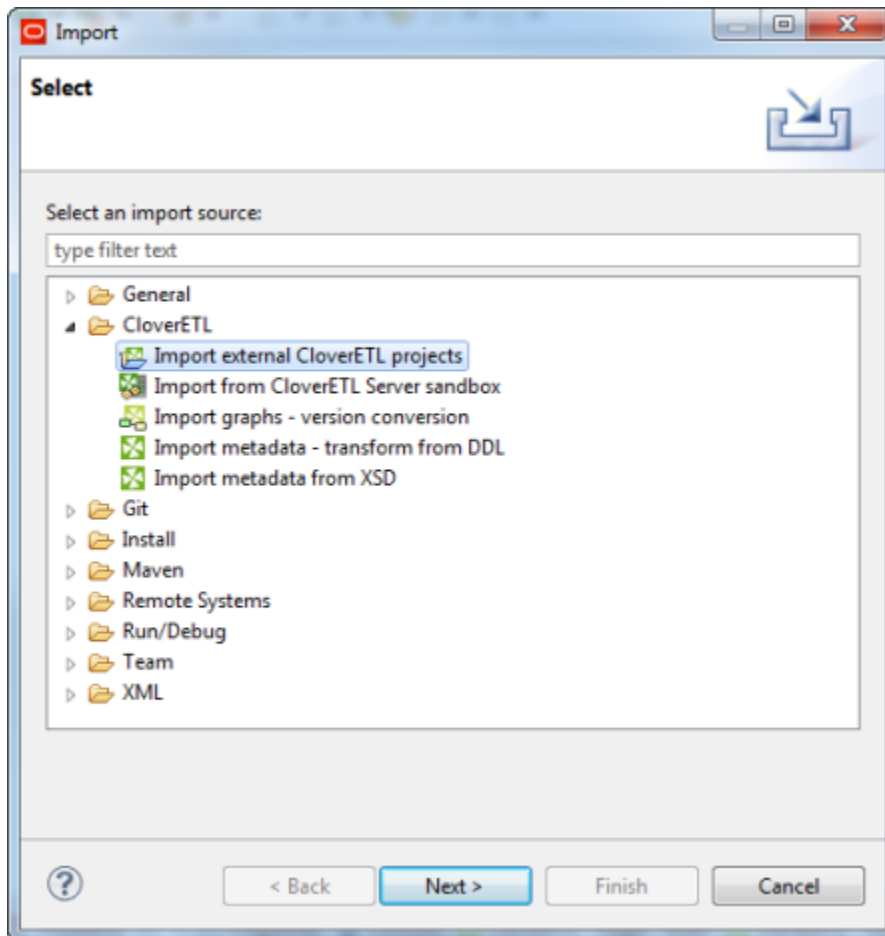 Import
Select
Select an import source:
type filter text
General
CloverETL
Import external CloverETL projects
Import from CloverETL Server sandbox
Import graphs - version conversion
Import metadata - transform from DDL
Import metadata from XSD
Git
Install
Maven
Remote Systems
Run/Debug
Team
XML
? < Back Next > Finish Cancel